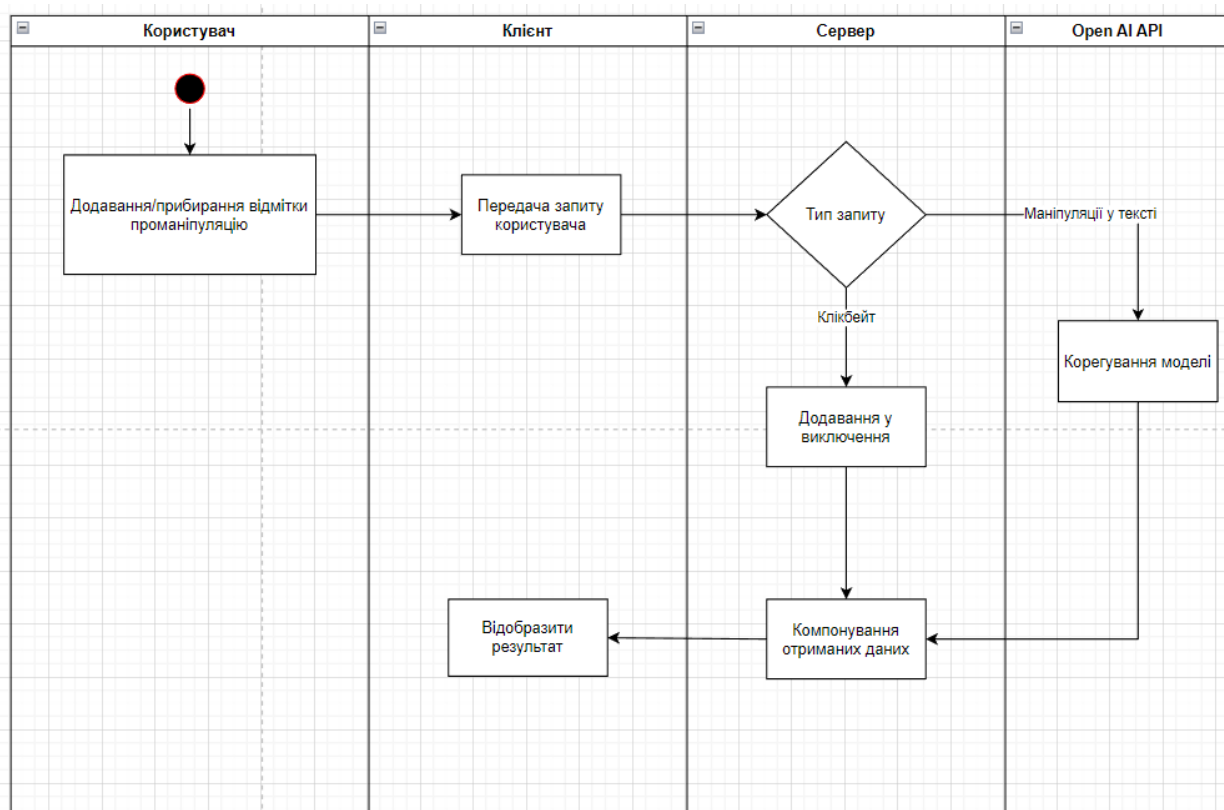 Користувач
Клієнт
Сервер
Open AI API
Додавання/прибирання відмітки
проманіпуляцію
Передача запиту
користувача
Тип запиту
Маніпуляції у тексті
Клікбейт
Корегування моделі
Додавання у
виключення
Відобразити
результат
Компонування
отриманих даних